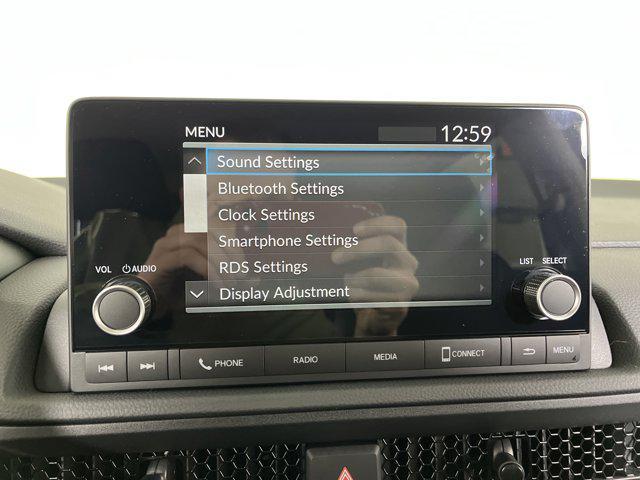 MENU 12:59
Sound Settings
Bluetooth Settings
Clock Settings
Smartphone Settings
RDS Settings
Display Adjustment
VOL AUDIO
LIST SELECT
PHONE RADIO MEDIA CONNECT MENU